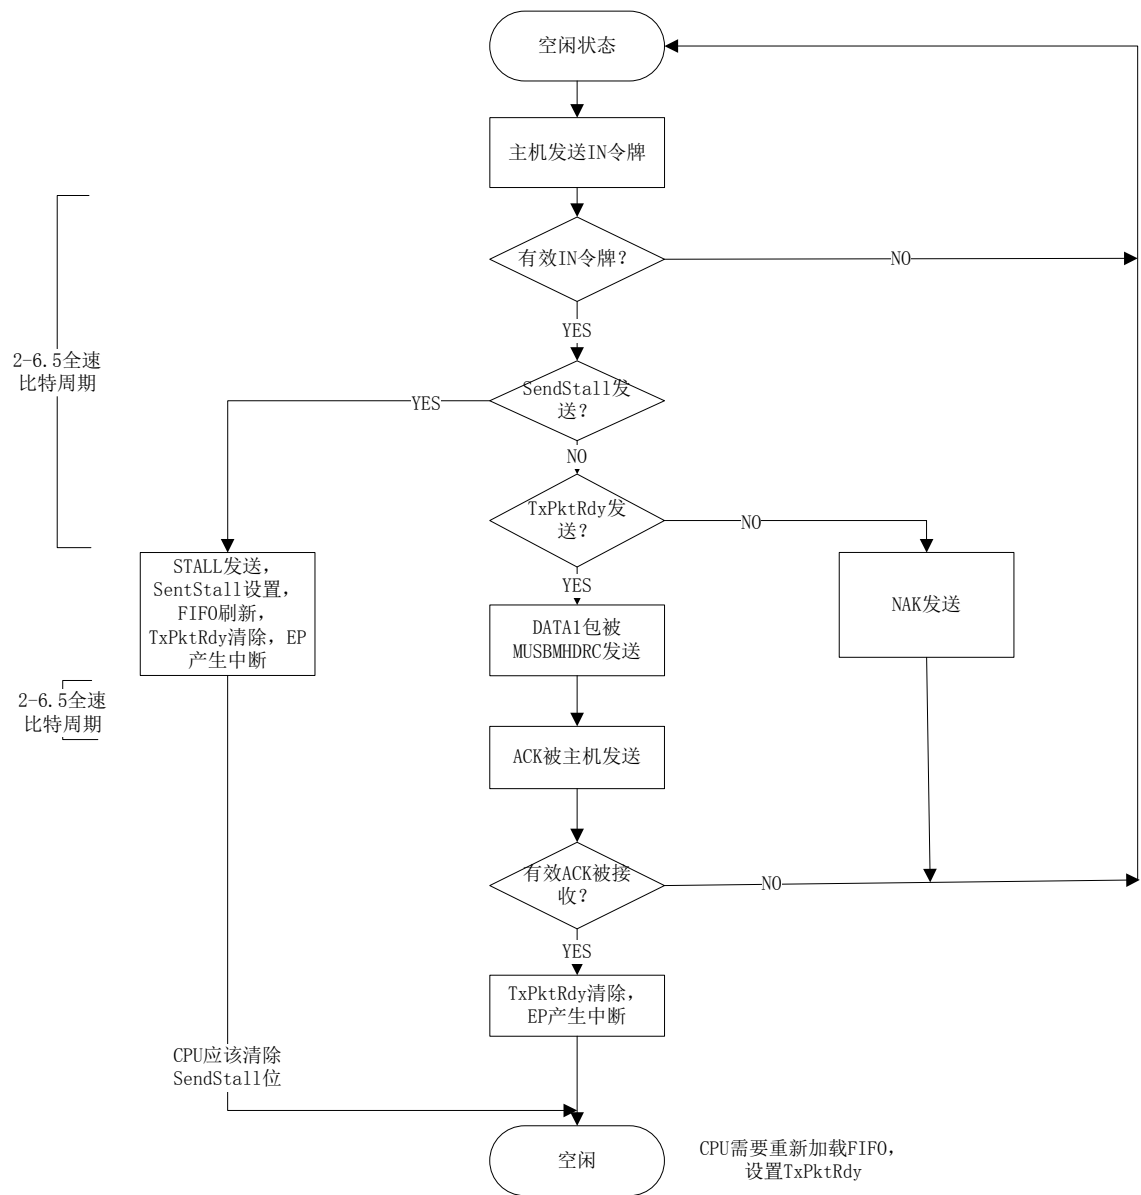 空闲状态
主机发送IN令牌
有效IN令牌?
NO
YES
2-6.5全速
比特周期
SendStall发
送?
YES
NO
TxPktRdy发
送?
NO
YES
STALL发送,
SentStall设置,
FIFO刷新,
TxPktRdy清除, EP
产生中断
NAK发送
DATA1包被
MUSBMHDRC发送
2-6.5全速
比特周期
ACK被主机发送
有效ACK被接
收?
NO
YES
TxPktRdy清除,
EP产生中断
CPU应该清除
SendStall位
空闲
CPU需要重新加载FIFO,
设置TxPktRdy